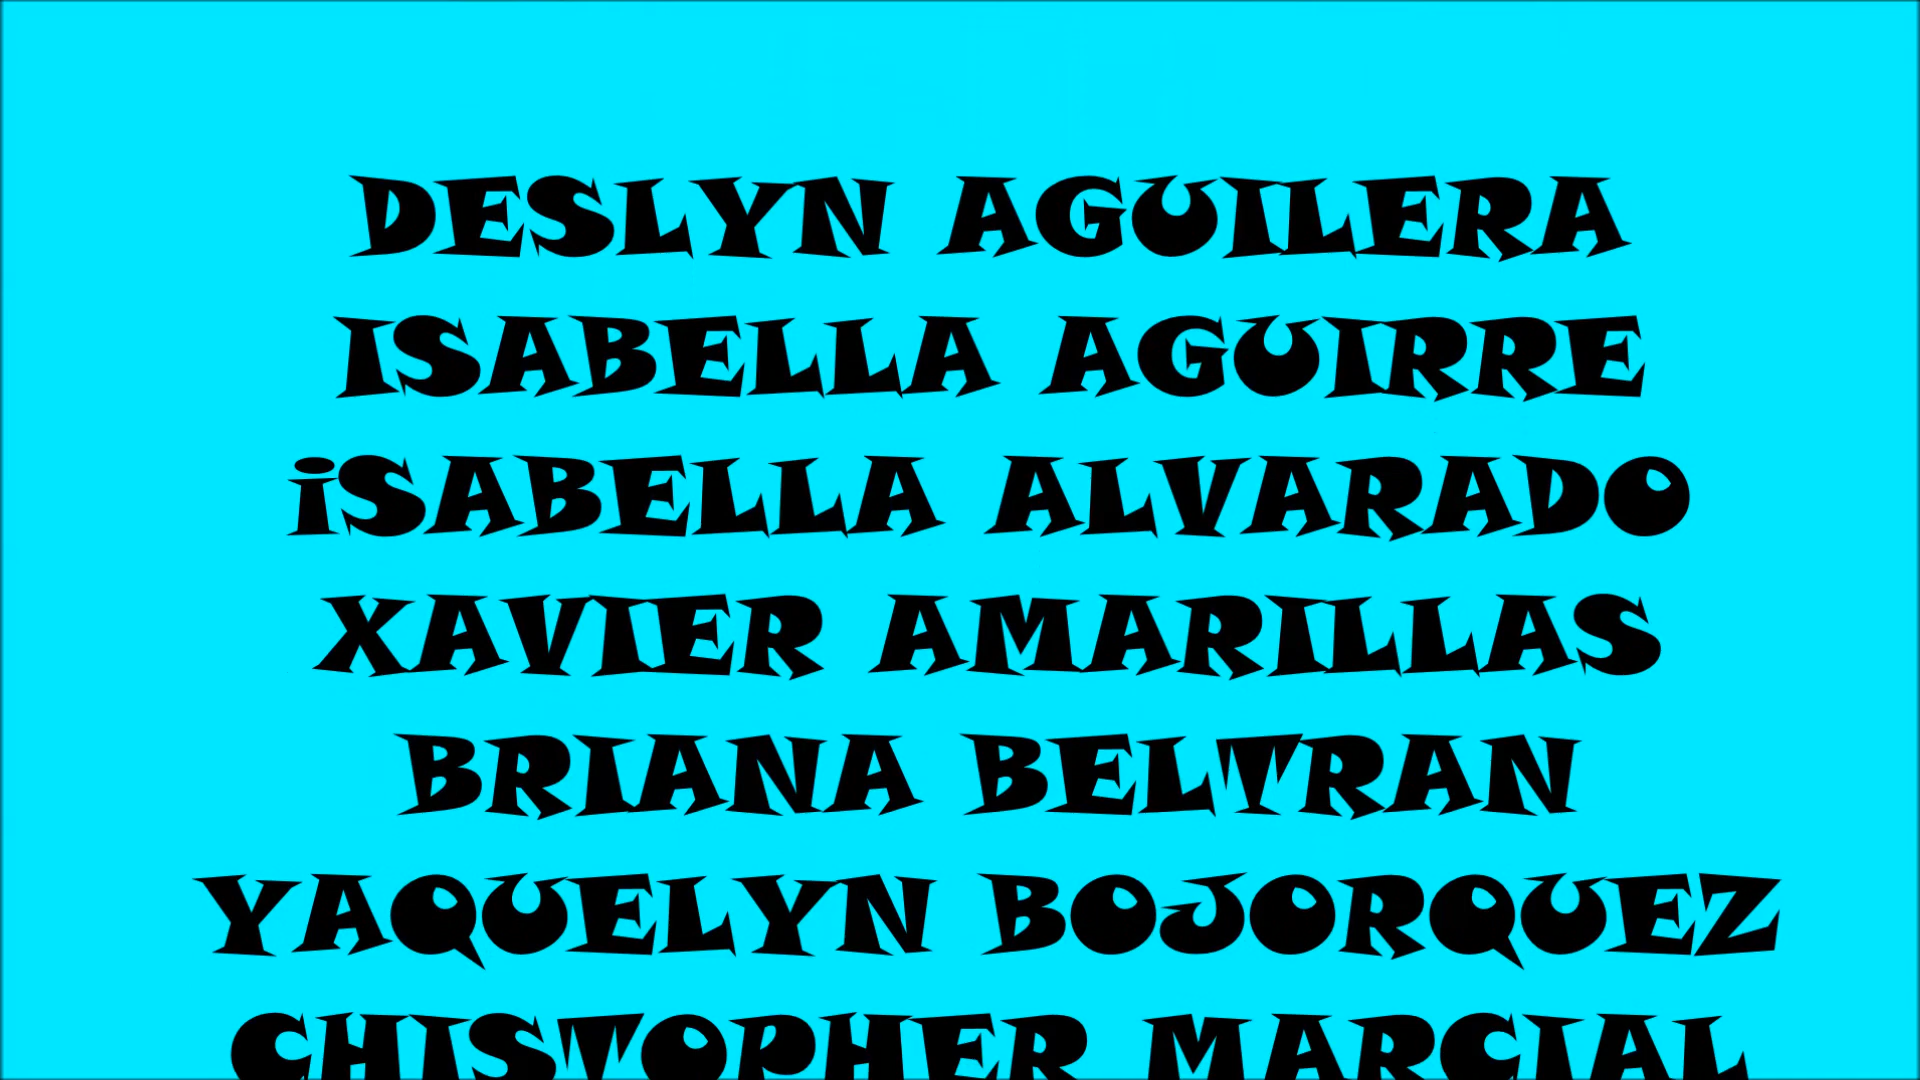 DESLYN AGUILERA
ISABELLA AGUIRRE
iSABELLA ALVARADO
XAVIER AMARILLAS
BRIANA BELTRAN
YAQUELYN BOJORQUEZ
CHISTOPHER MARCIAL